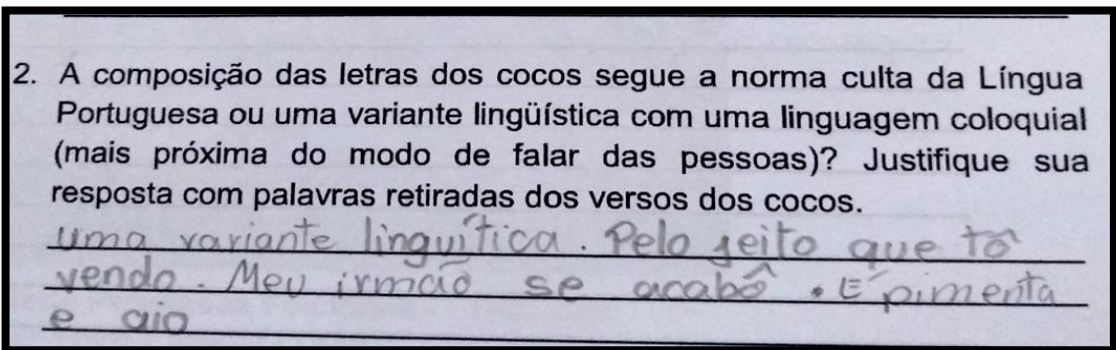 2. A composição das letras dos cocos segue a norma culta da Língua
Portuguesa ou uma variante lingüística com uma linguagem coloquial
(mais próxima do modo de falar das pessoas)? Justifique sua
resposta com palavras retiradas dos versos dos cocos.
uma variante linguítica. Pelo jeito que tô
vendo. Meu irmão se acabô. E pimenta
e aio